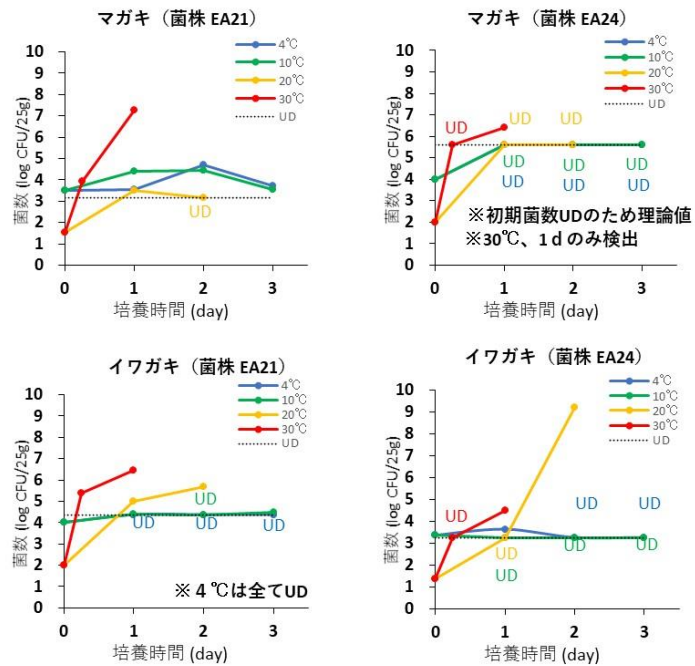 マガキ（菌株 EA21）
菌数 (log CFU/25g)
10
9
8
7
6
5
4
3
2
1
0
4℃
10℃
20℃
30℃
UD
UD
0 1 2 3
培養時間 (day)
マガキ（菌株 EA24）
菌数 (log CFU/25g)
10
9
8
7
6
5
4
3
2
1
0
4℃
10℃
20℃
30℃
UD
UD UD
UD
UD UD UD
UD UD UD
※初期菌数UDのため理論値
※30℃、1ｄのみ検出
0 1 2 3
培養時間 (day)
イワガキ（菌株 EA21）
菌数 (log CFU/25g)
10
9
8
7
6
5
4
3
2
1
0
4℃
10℃
20℃
30℃
UD
UD
UD UD UD
※ ４ ℃は全てUD
0 1 2 3
培養時間 (day)
イワガキ（菌株 EA24）
菌数 (log CFU/25g)
10
9
8
7
6
5
4
3
2
1
0
4℃
10℃
20℃
30℃
UD
UD UD UD
UD UD UD
UD
0 1 2 3
培養時間 (day)